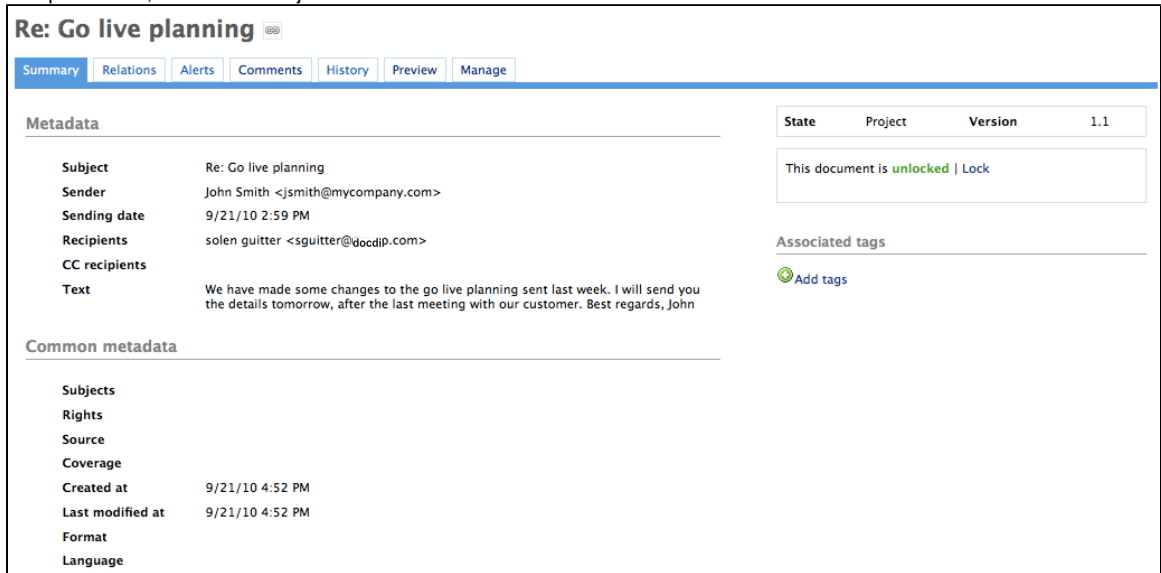 Re: Go live planning
Summary Relations Alerts Comments History Preview Manage
Metadata
Subject Re: Go live planning
Sender John Smith <jsmith@mycompany.com>
Sending date 9/21/10 2:59 PM
Recipients solen guitter <sguitter@docdip.com>
CC recipients
Text We have made some changes to the go live planning sent last week. I will send you
the details tomorrow, after the last meeting with our customer. Best regards, John
Common metadata
Subjects
Rights
Source
Coverage
Created at 9/21/10 4:52 PM
Last modified at 9/21/10 4:52 PM
Format
Language
State Project Version 1.1
This document is unlocked | Lock
Associated tags
Add tags